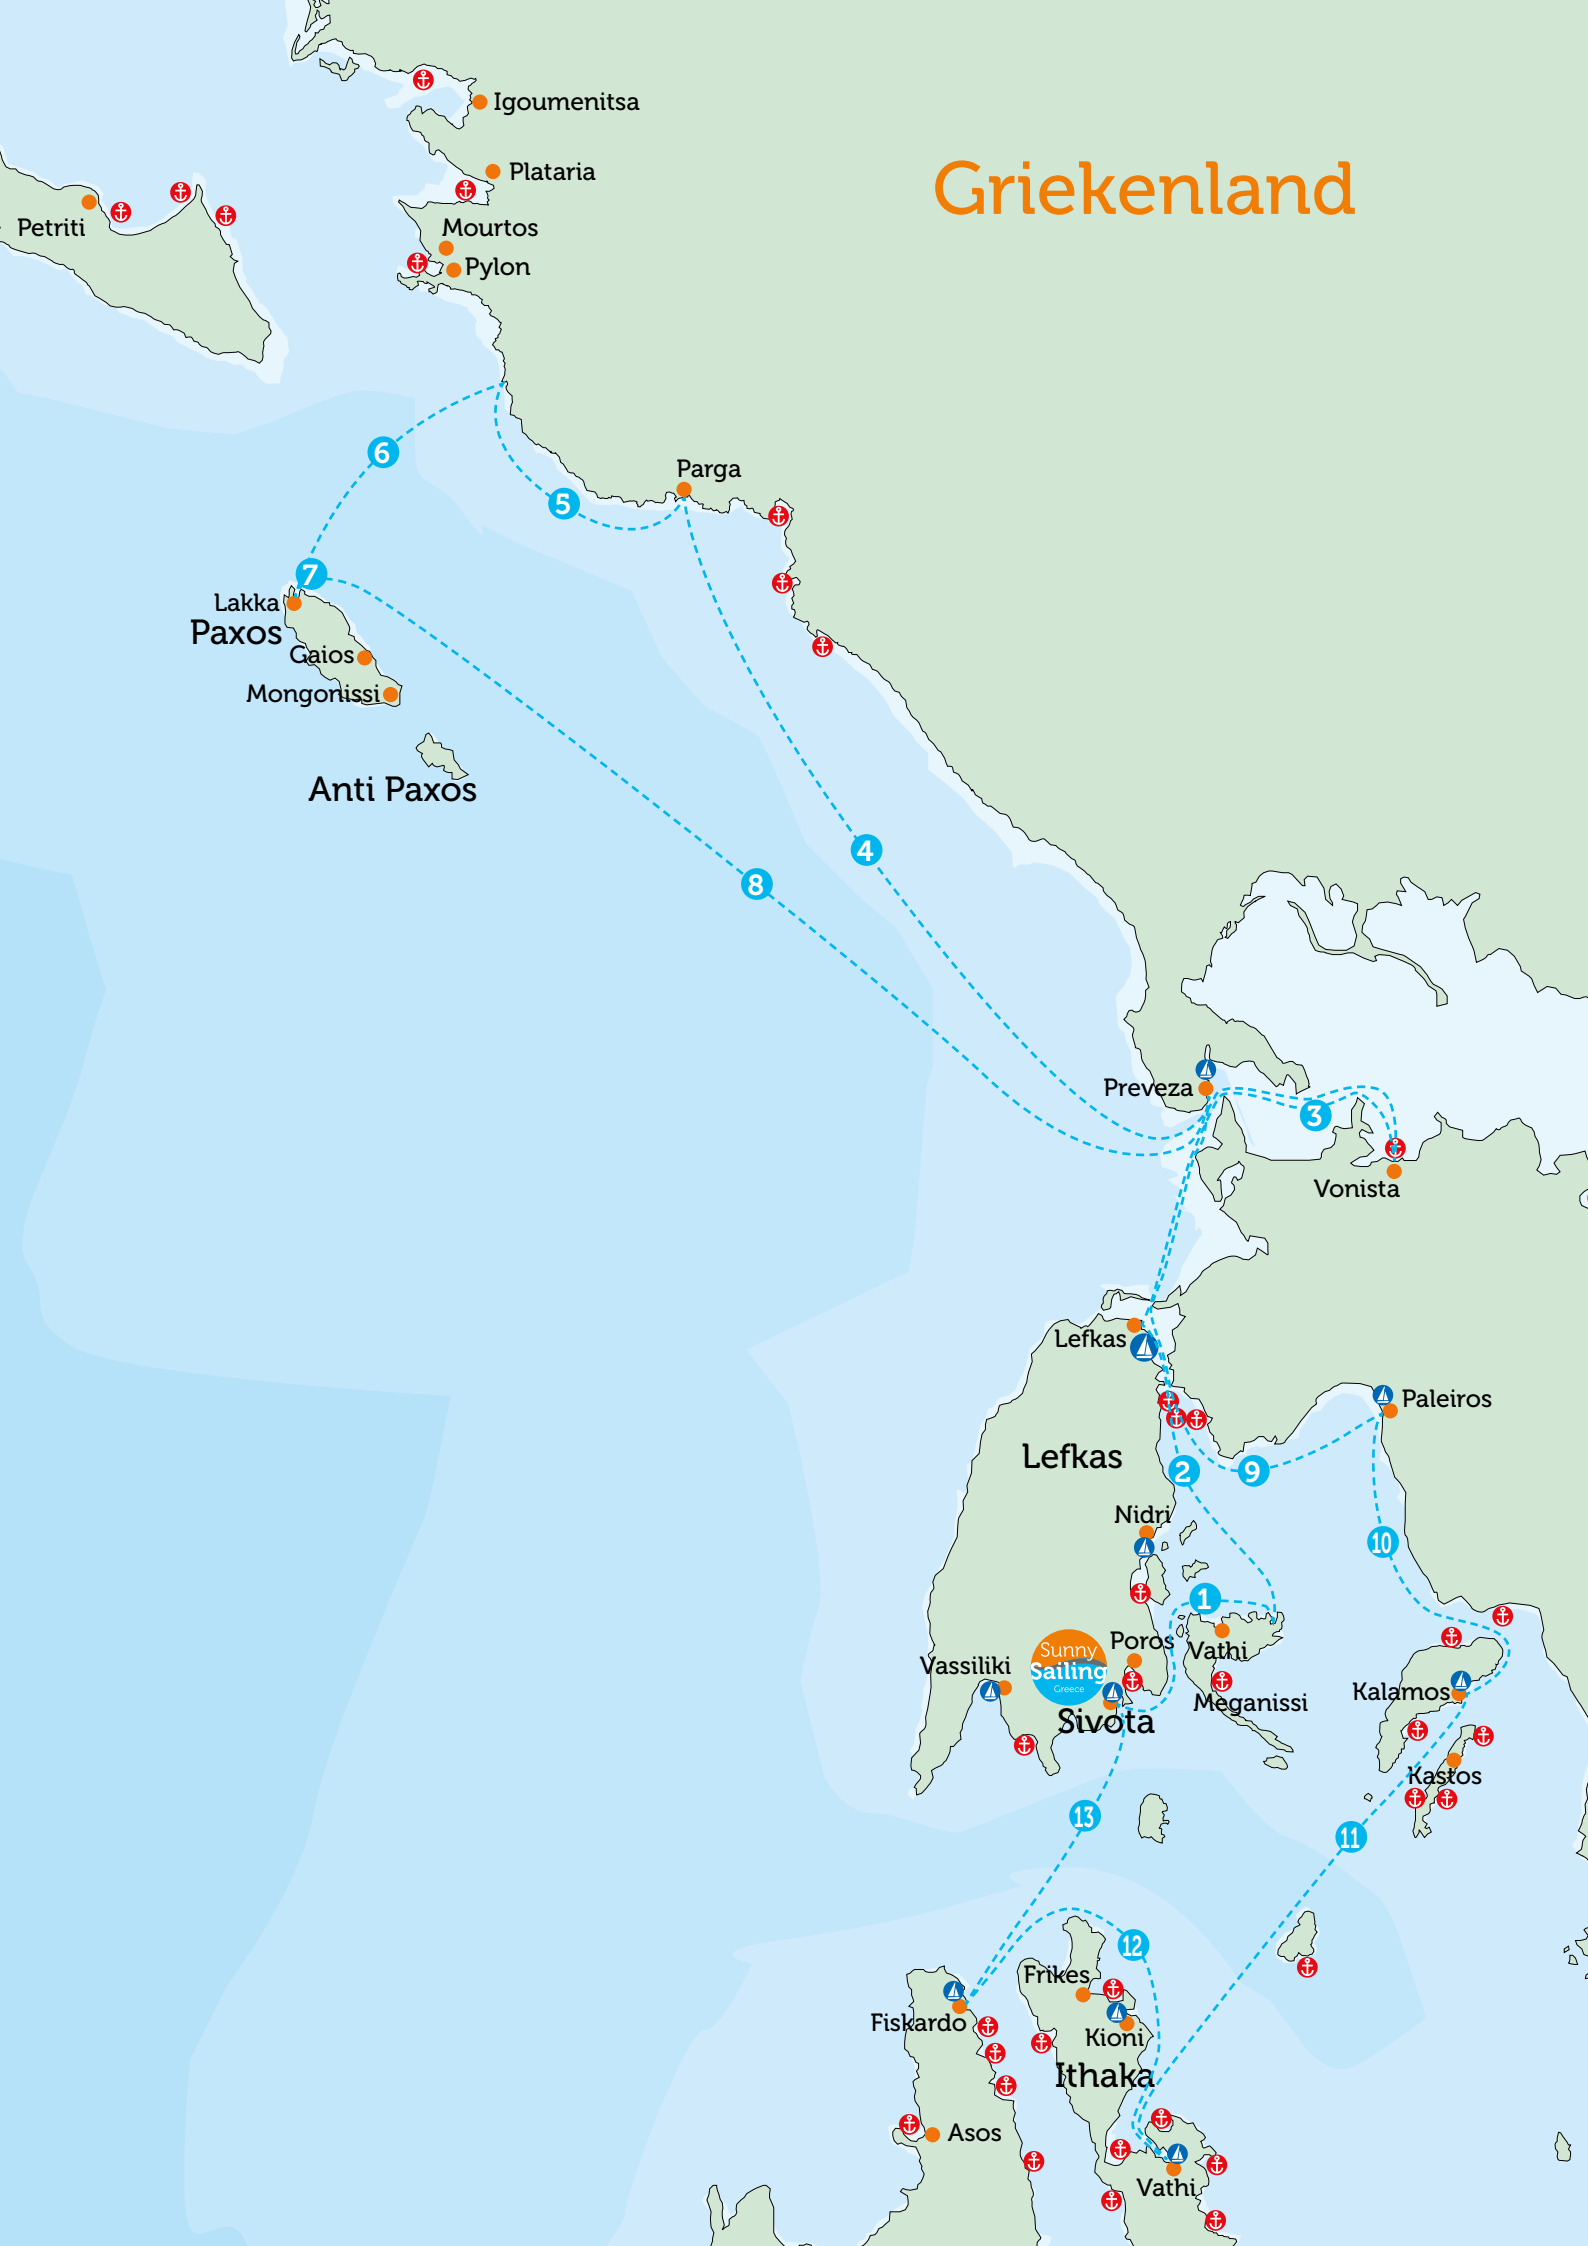 Igoumenitsa
Griekenland
Plataria
Petriti
Mourtos
Pylon
6
Parga
5
7
Lakka
Paxos
Gaios
Mongonissi
Anti Paxos
4
8
Preveza
3
Vonista
Lefkas
Paleiros
Lefkas
2
9
Nidri
10
1
Sunny
Sailing
Greece
Poros
Vathi
Vassiliki
Kalamos
Meganissi
Sivota
Kastos
13
11
12
Frikes
Fiskardo
Kioni
Ithaka
Asos
Vathi